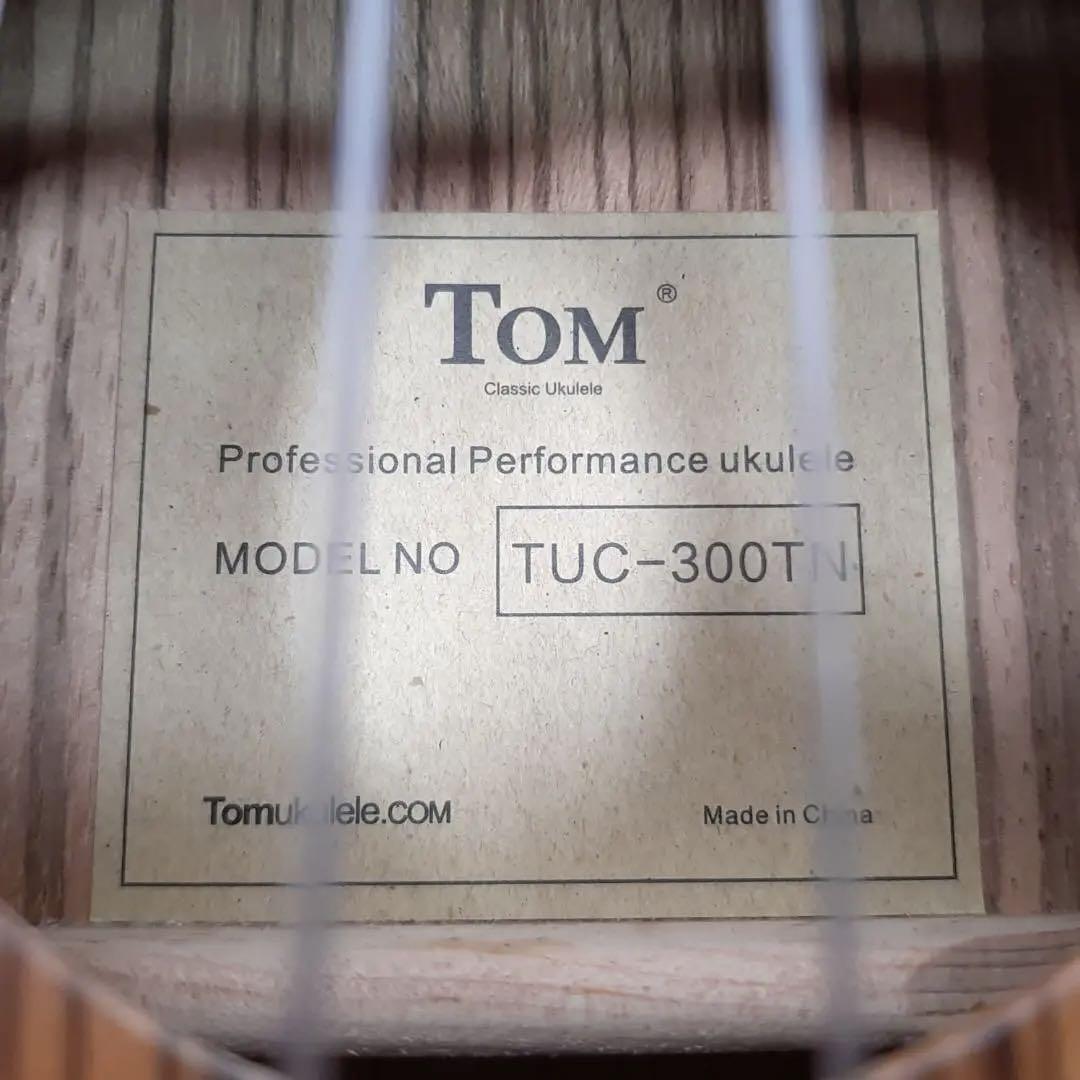 TOM ®
Classic Ukulele
Professional Performance ukulele
MODEL NO TUC-300TN
Tomukulele.COM Made in China